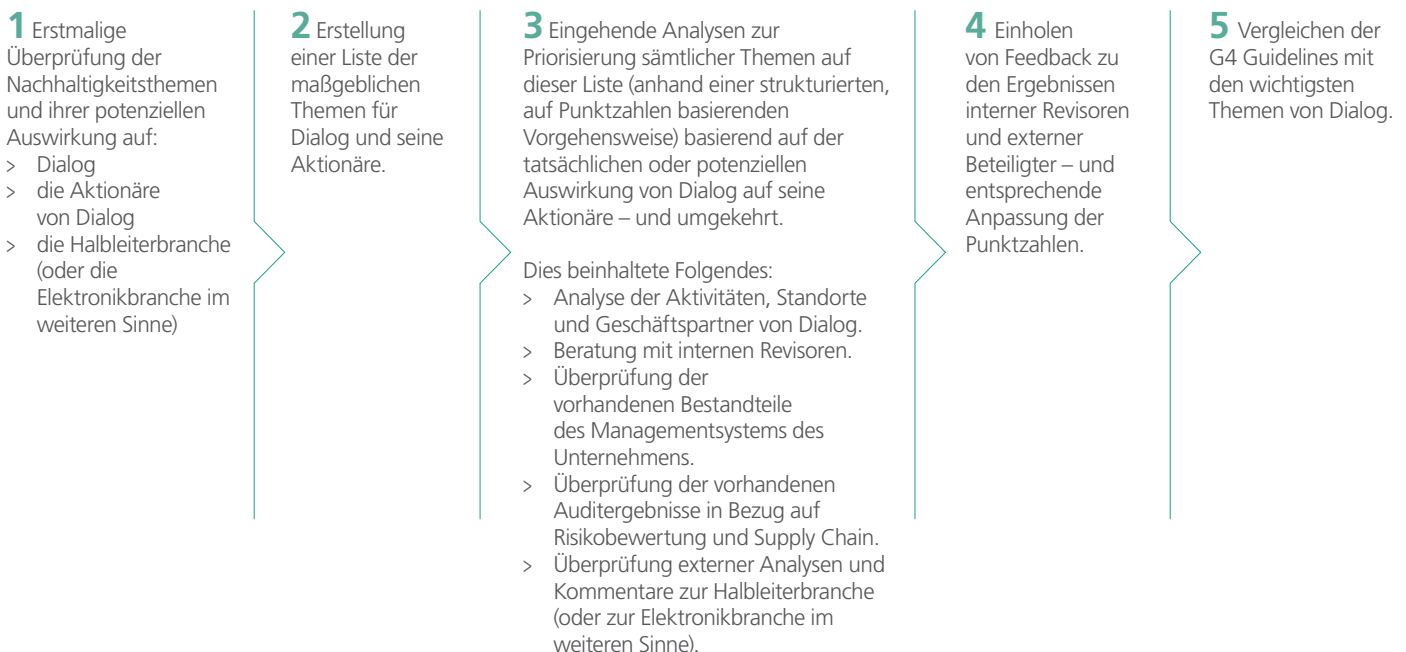 1 Erstmalige
Überprüfung der
Nachhaltigkeitsthemen
und ihrer potenziellen
Auswirkung auf:
> Dialog
> die Aktionäre
von Dialog
> die Halbleiterbranche
(oder die
Elektronikbranche im
weiteren Sinne)
2 Erstellung
einer Liste der
maßgeblichen
Themen für
Dialog und seine
Aktionäre.
3 Eingehende Analysen zur
Priorisierung sämtlicher Themen auf
dieser Liste (anhand einer strukturierten,
auf Punktzahlen basierenden
Vorgehensweise) basierend auf der
tatsächlichen oder potenziellen
Auswirkung von Dialog auf seine
Aktionäre – und umgekehrt.
Dies beinhaltete Folgendes:
> Analyse der Aktivitäten, Standorte
und Geschäftspartner von Dialog.
> Beratung mit internen Revisoren.
> Überprüfung der
vorhandenen Bestandteile
des Managementsystems des
Unternehmens.
> Überprüfung der vorhandenen
Auditergebnisse in Bezug auf
Risikobewertung und Supply Chain.
> Überprüfung externer Analysen und
Kommentare zur Halbleiterbranche
(oder zur Elektronikbranche im
weiteren Sinne).
4 Einholen
von Feedback zu
den Ergebnissen
interner Revisoren
und externer
Beteiligter – und
entsprechende
Anpassung der
Punktzahlen.
5 Vergleichen der
G4 Guidelines mit
den wichtigsten
Themen von Dialog.